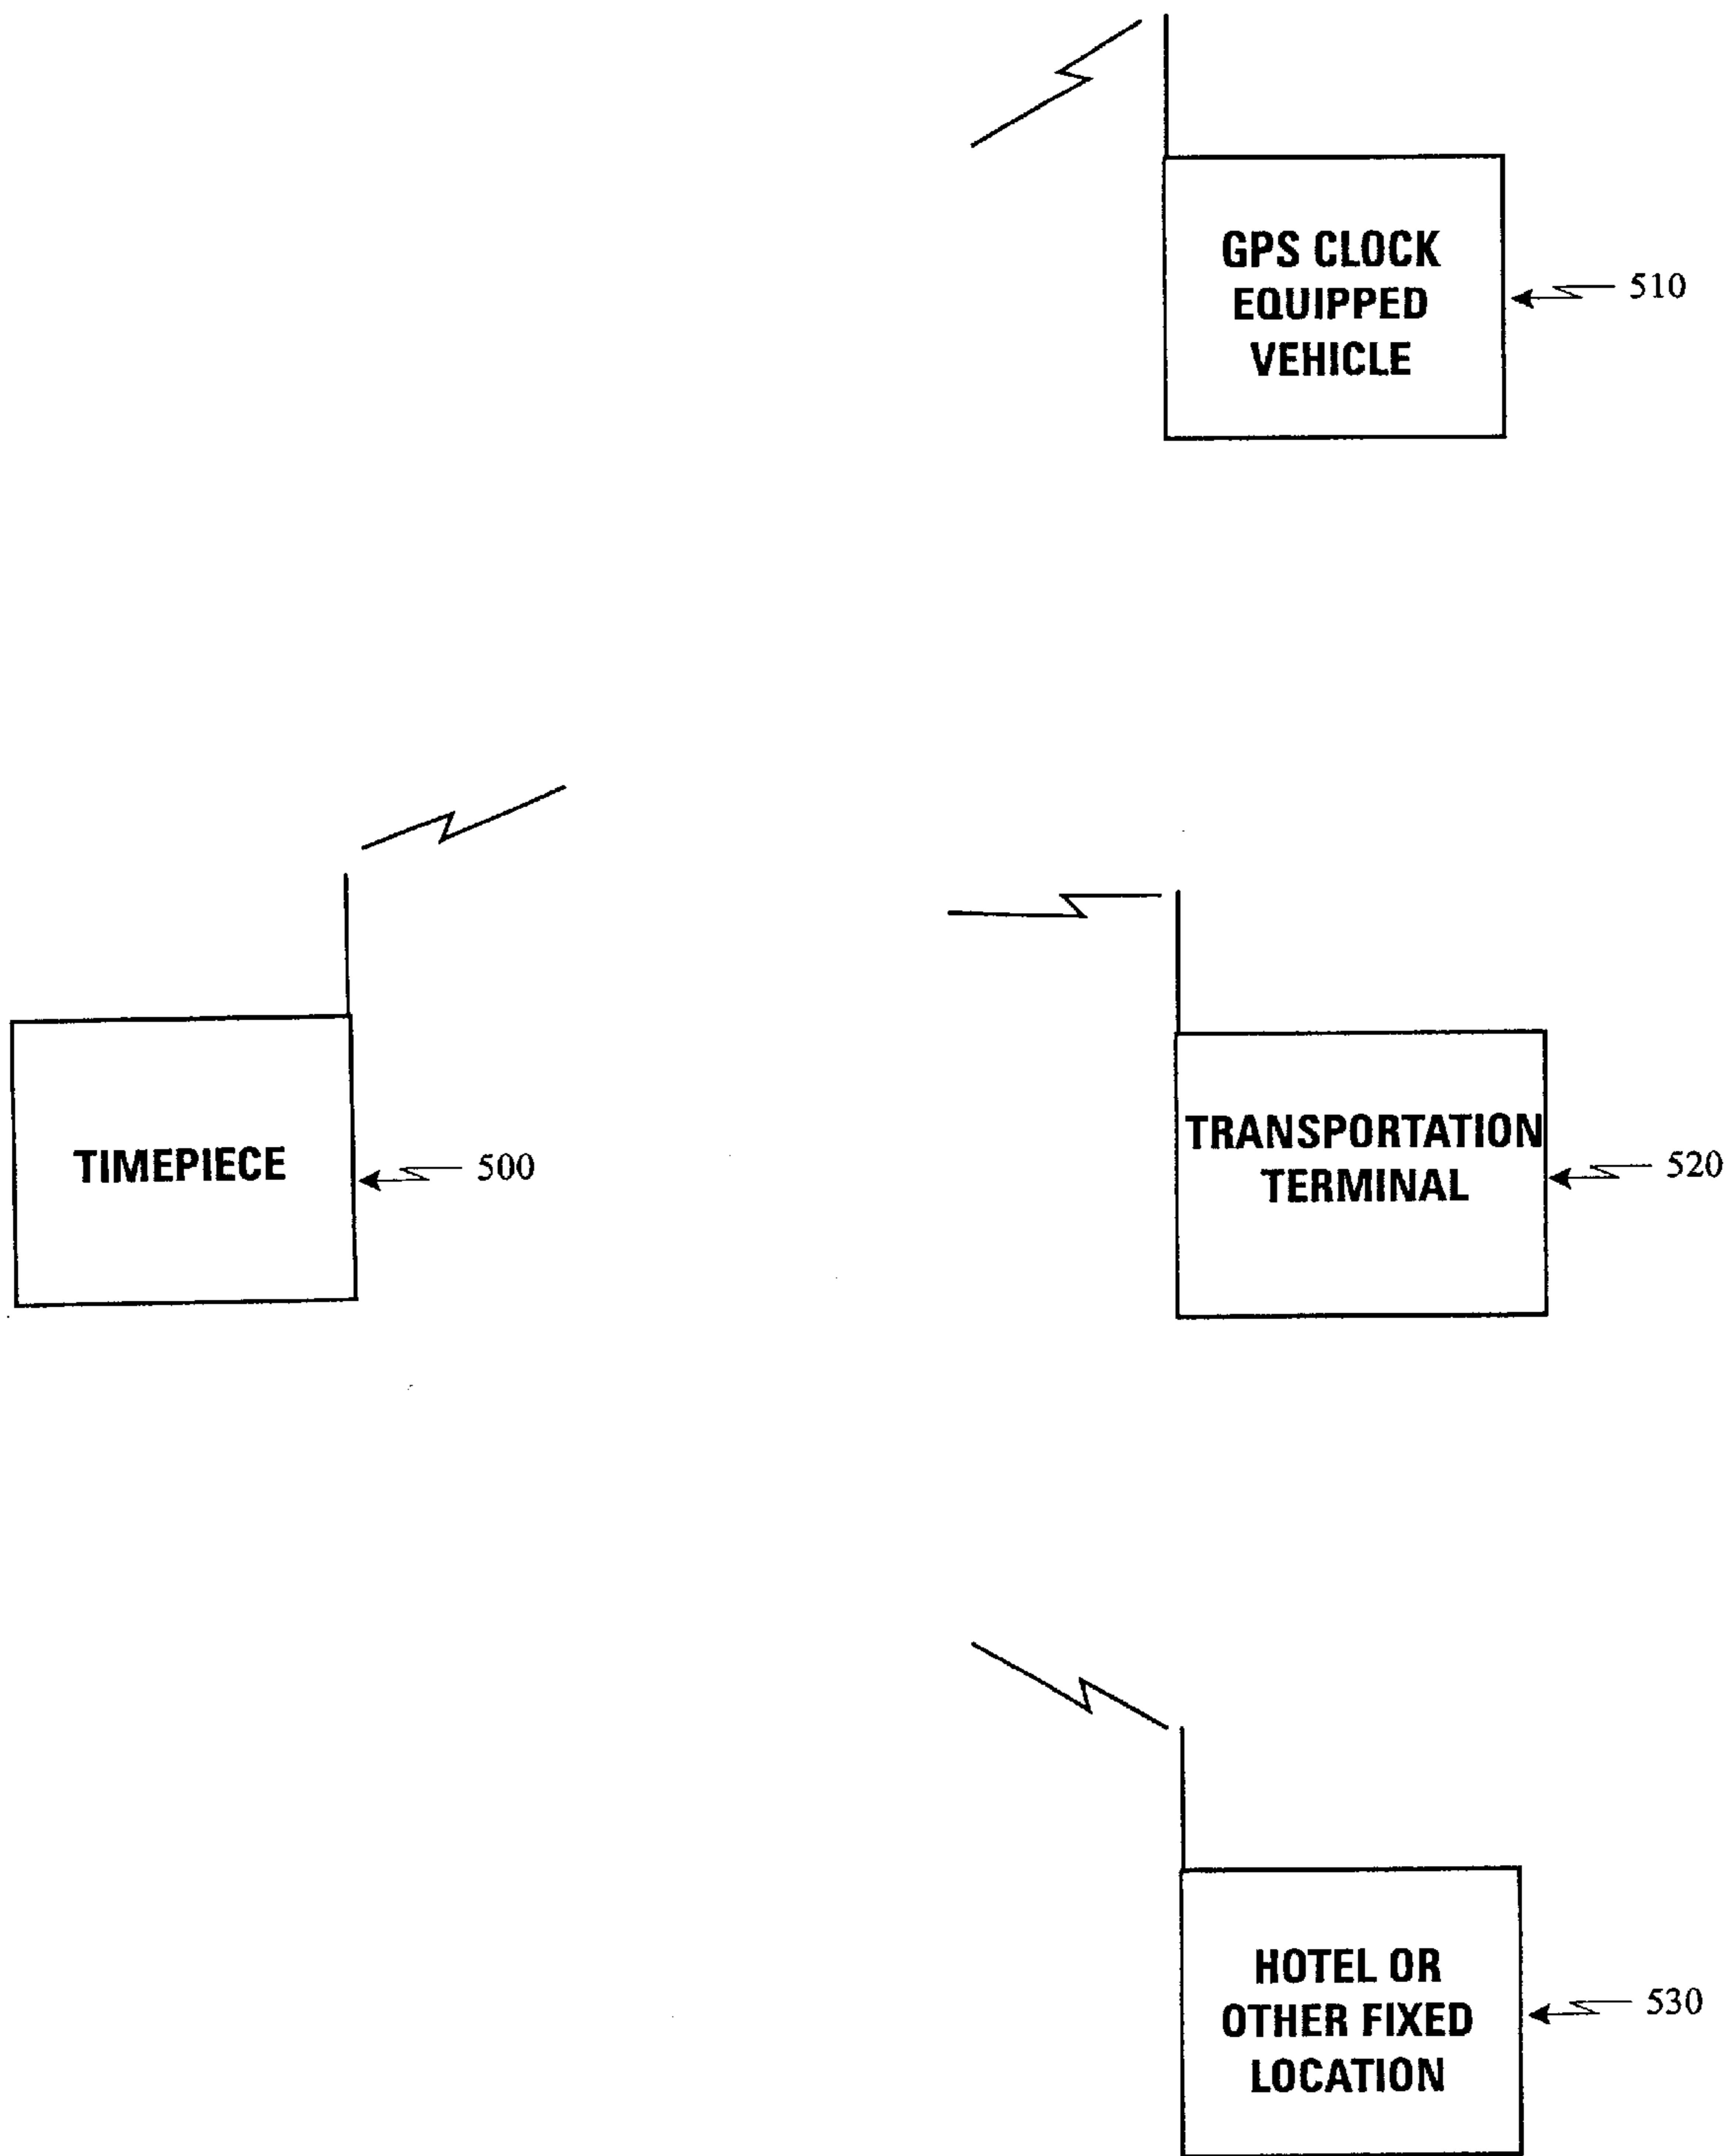 GPS CLOCK
EQUIPPED
VEHICLE
510
TIMEPIECE
500
TRANSPORTATION
TERMINAL
520
HOTEL OR
OTHER FIXED
LOCATION
530